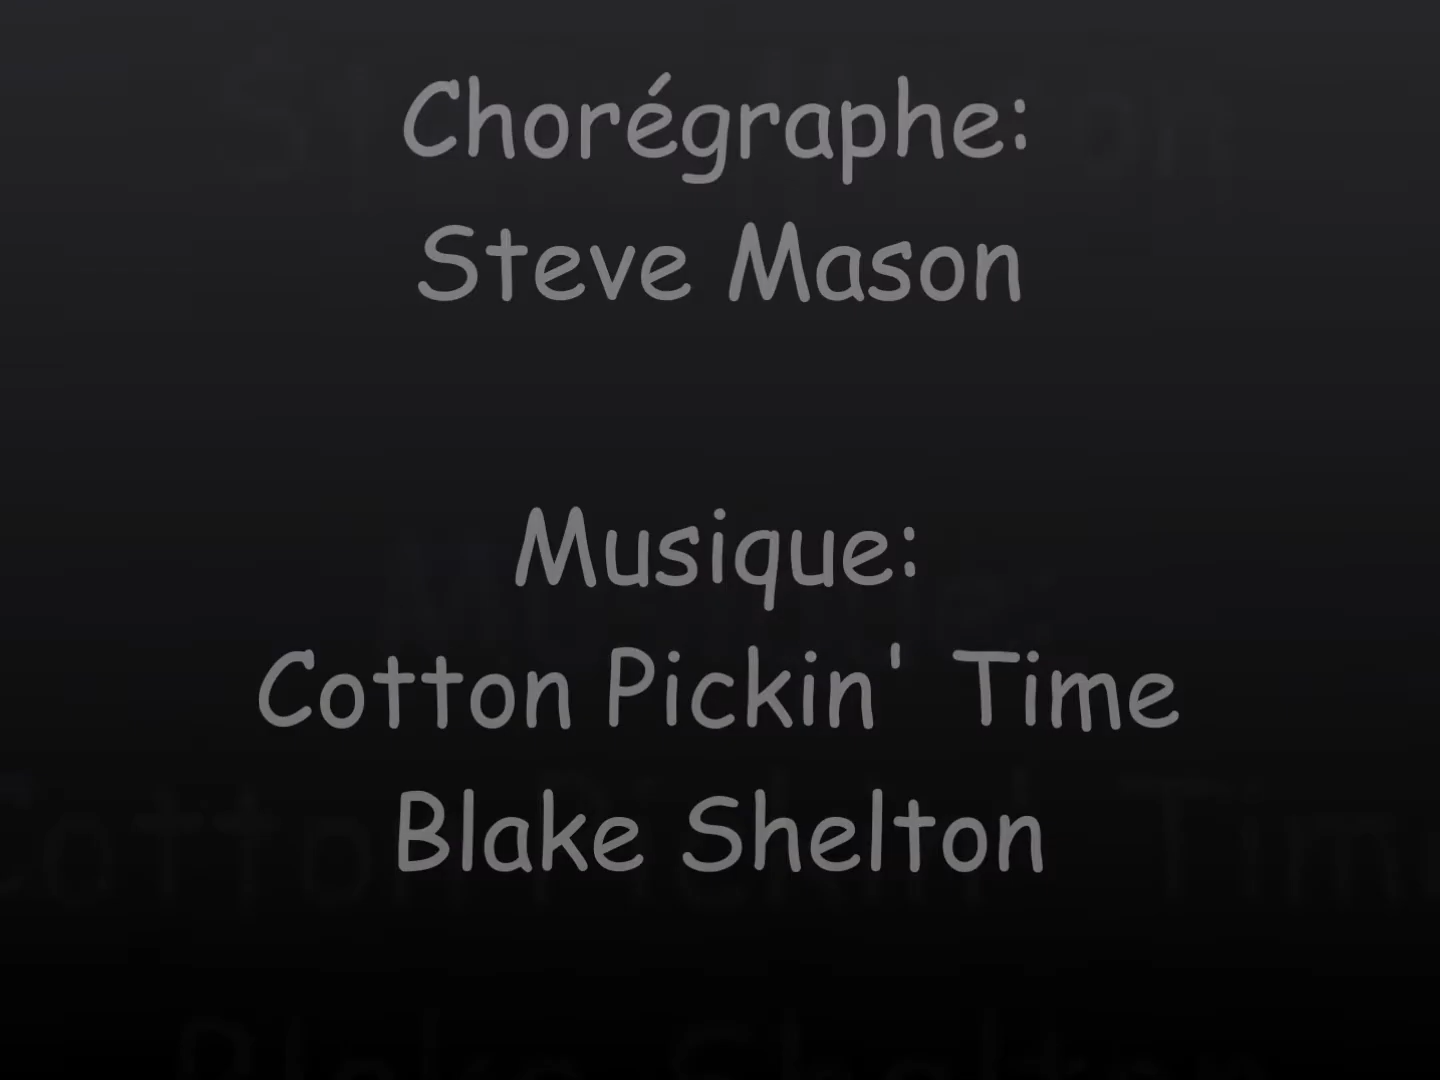 Chorégraphe:
Steve Mason
Musique:
Cotton Pickin' Time
Blake Shelton